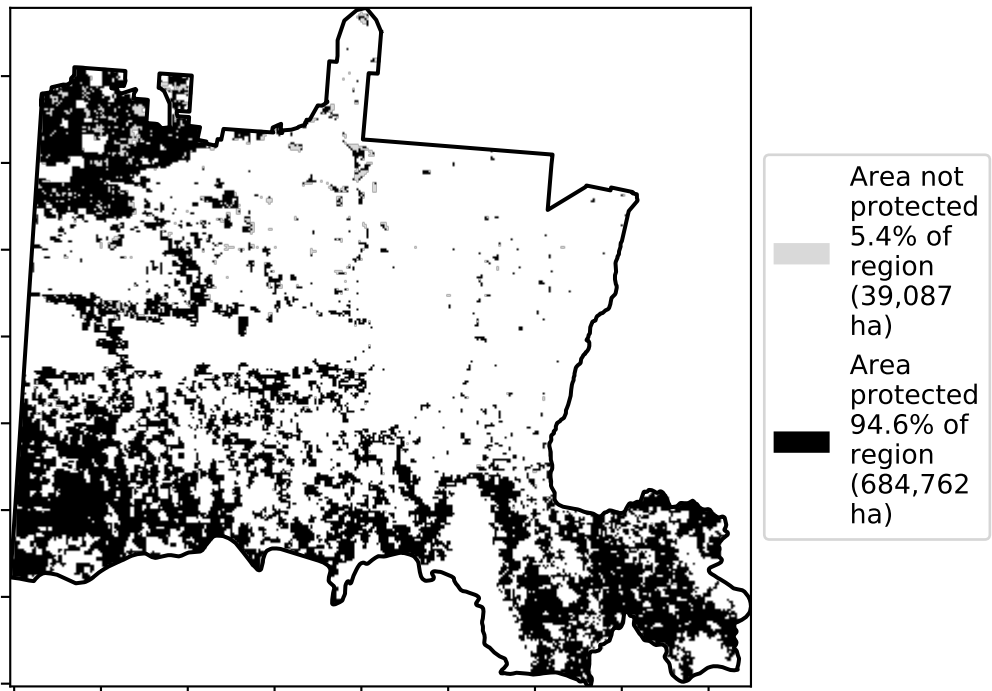 Area not
protected
5.4% of
region
(39,087
ha)
Area
protected
94.6% of
region
(684,762
ha)